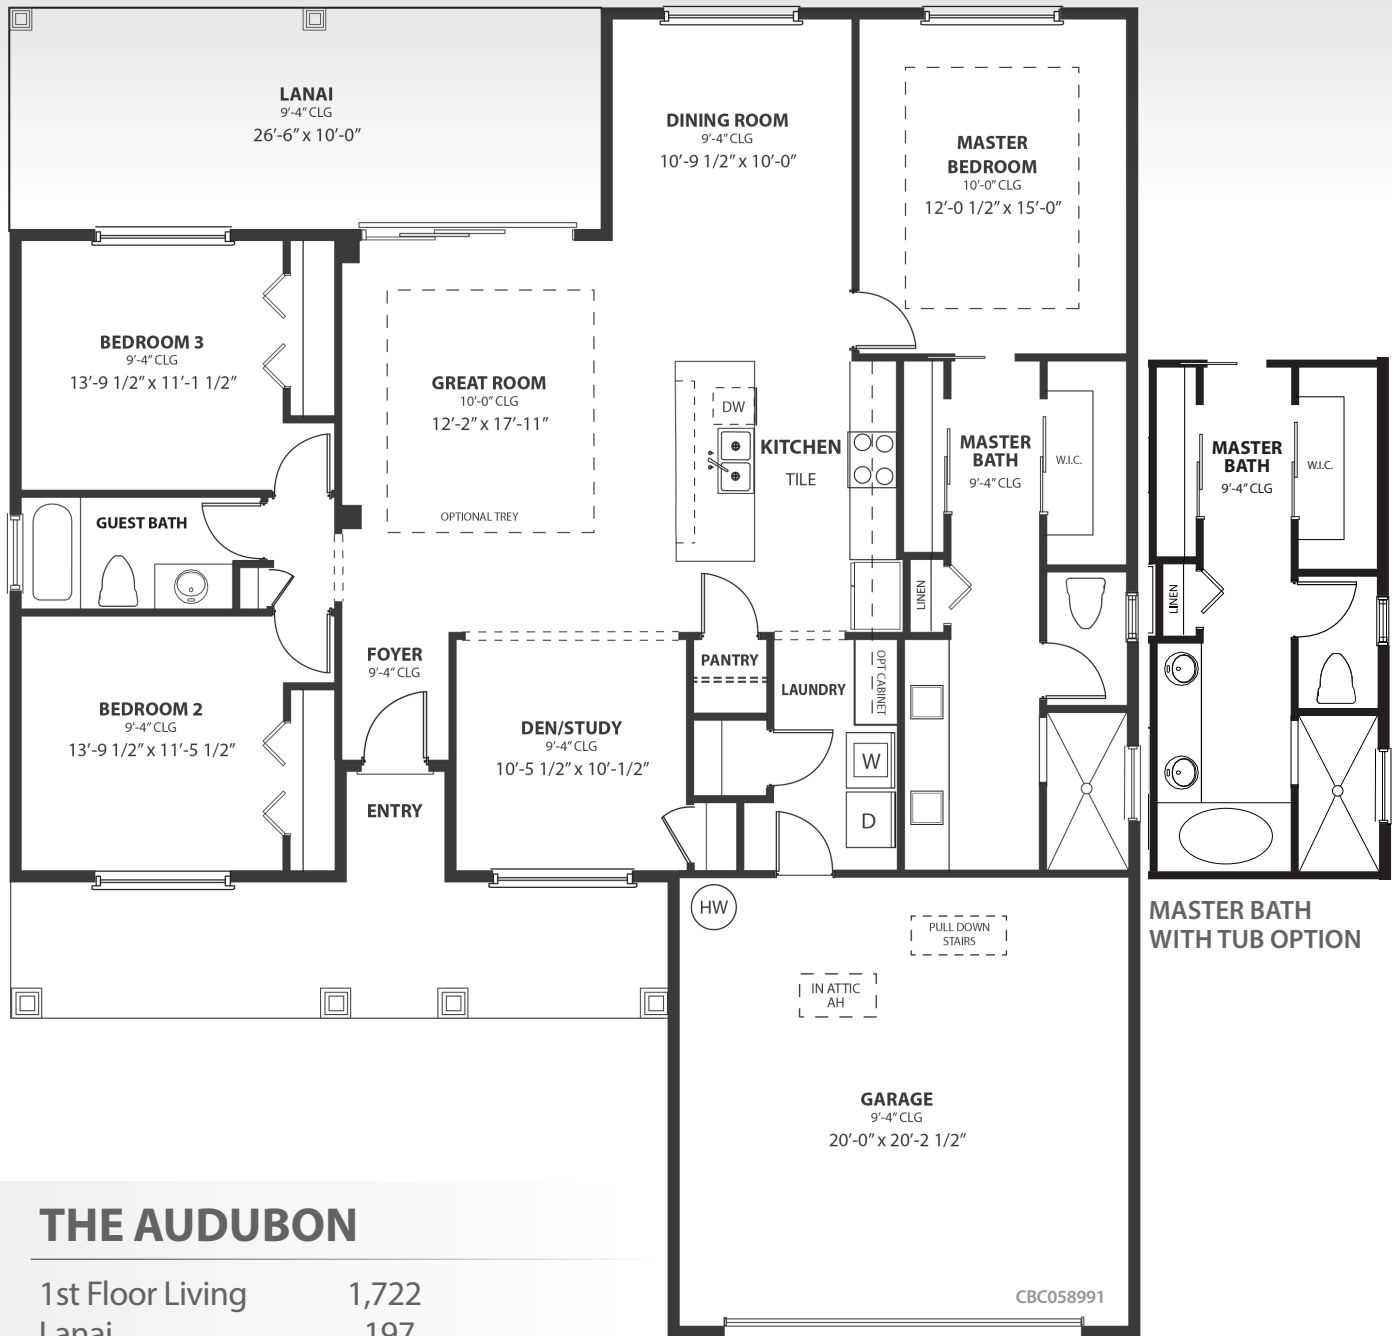 LANAI
9'-4" CLG
26'-6" x 10'-0"
DINING ROOM
9'-4" CLG
10'-9 1/2" x 10'-0"
MASTER
BEDROOM
10'-0" CLG
12'-0 1/2" x 15'-0"
BEDROOM 3
9'-4" CLG
13'-9 1/2" x 11'-1 1/2"
GREAT ROOM
10'-0" CLG
12'-2" x 17'-11"
OPTIONAL TREY
DW
KITCHEN
TILE
MASTER
BATH
9'-4" CLG
W.I.C.
LINEN
MASTER
BATH
9'-4" CLG
W.I.C.
LINEN
GUEST BATH
FOYER
9'-4" CLG
PANTRY
LAUNDRY
OPT CABINET
BEDROOM 2
9'-4" CLG
13'-9 1/2" x 11'-5 1/2"
DEN/STUDY
9'-4" CLG
10'-5 1/2" x 10'-1/2"
W
D
ENTRY
HW
PULL DOWN
STAIRS
IN ATTIC
AH
MASTER BATH
WITH TUB OPTION
GARAGE
9'-4" CLG
20'-0" x 20'-2 1/2"
CBC058991
THE AUDUBON
1st Floor Living 1,722
Lanai 197